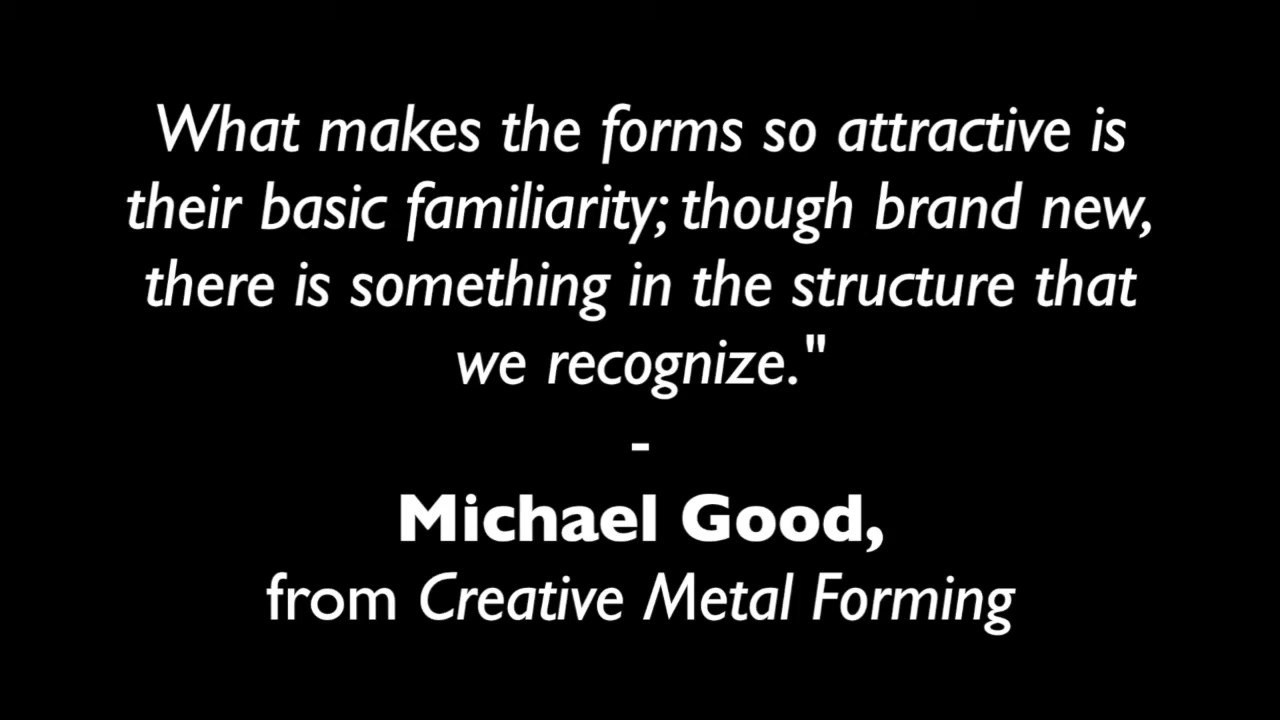 What makes the forms so attractive is
their basic familiarity; though brand new,
there is something in the structure that
we recognize."
-
Michael Good,
from Creative Metal Forming